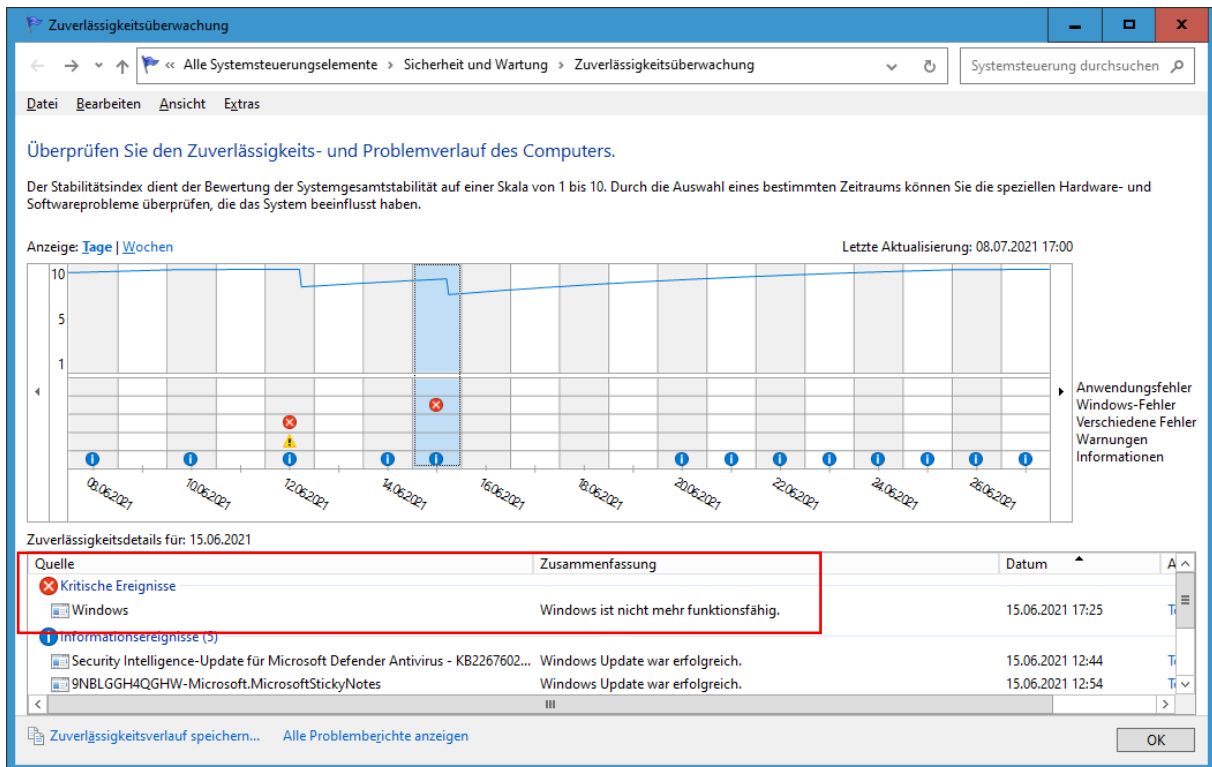 Zuverlässigkeitsüberwachung
« Alle Systemsteuerungselemente › Sicherheit und Wartung › Zuverlässigkeitsüberwachung
Systemsteuerung durchsuchen
Datei Bearbeiten Ansicht Extras
Überprüfen Sie den Zuverlässigkeits- und Problemverlauf des Computers.
Der Stabilitätsindex dient der Bewertung der Systemgesamtstabilität auf einer Skala von 1 bis 10. Durch die Auswahl eines bestimmten Zeitraums können Sie die speziellen Hardware- und
Softwareprobleme überprüfen, die das System beeinflusst haben.
Anzeige: Tage | Wochen
Letzte Aktualisierung: 08.07.2021 17:00
10
5
1
Anwendungsfehler
Windows-Fehler
Verschiedene Fehler
Warnungen
Informationen
08.06.2021 10.06.2021 12.06.2021 14.06.2021 16.06.2021 18.06.2021 20.06.2021 22.06.2021 24.06.2021 26.06.2021
Zuverlässigkeitsdetails für: 15.06.2021
Quelle Zusammenfassung Datum A
Kritische Ereignisse
Windows Windows ist nicht mehr funktionsfähig. 15.06.2021 17:25
Informationsereignisse (5)
Security Intelligence-Update für Microsoft Defender Antivirus - KB2267602... Windows Update war erfolgreich. 15.06.2021 12:44
9NBLGGH4QGHW-Microsoft.MicrosoftStickyNotes Windows Update war erfolgreich. 15.06.2021 12:54
Zuverlässigkeitsverlauf speichern... Alle Problemberichte anzeigen
OK